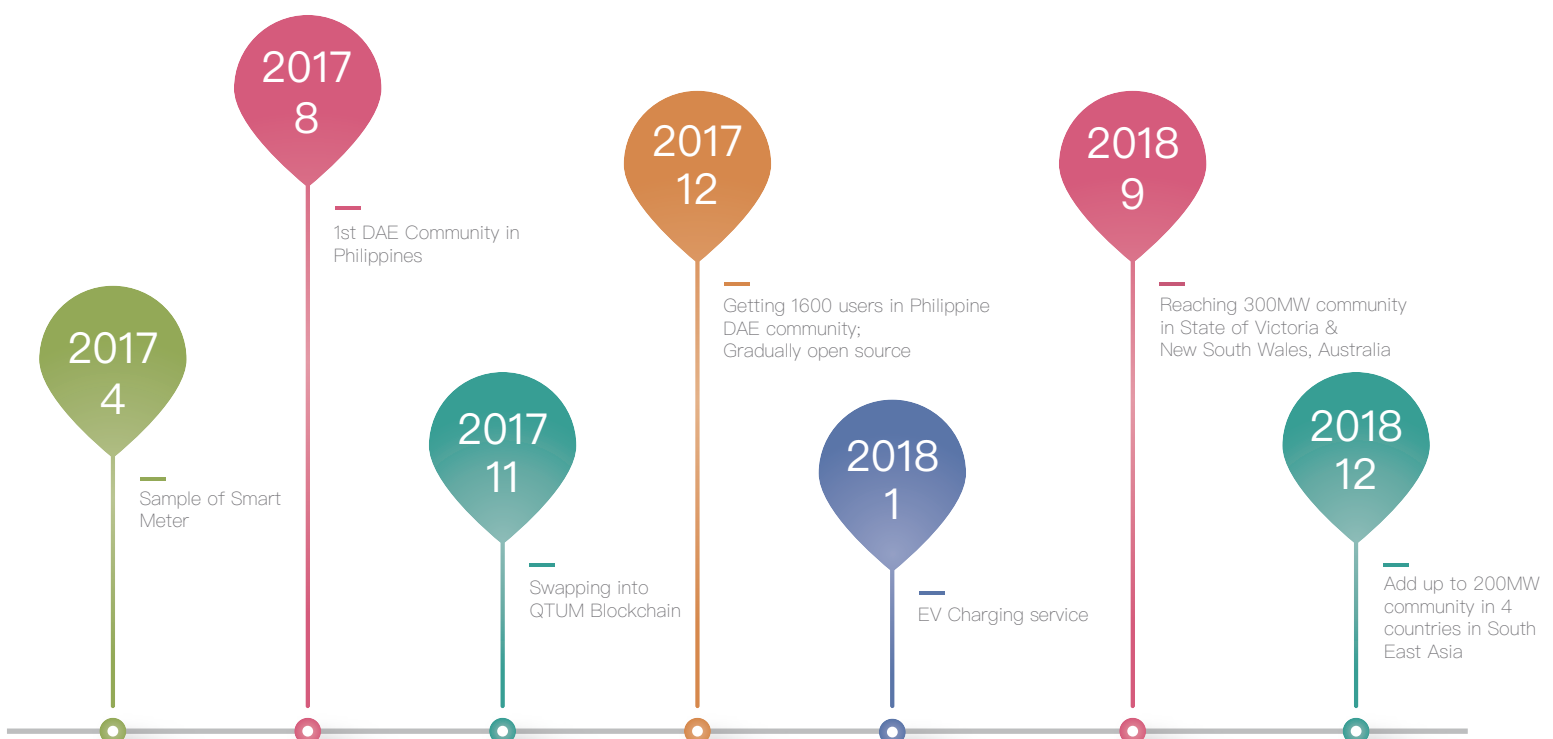 2017
4
Sample of Smart
Meter
2017
8
1st DAE Community in
Philippines
2017
11
Swapping into
QTUM Blockchain
2017
12
Getting 1600 users in Philippine
DAE community;
Gradually open source
2018
1
EV Charging service
2018
9
Reaching 300MW community
in State of Victoria &
New South Wales, Australia
2018
12
Add up to 200MW
community in 4
countries in South
East Asia